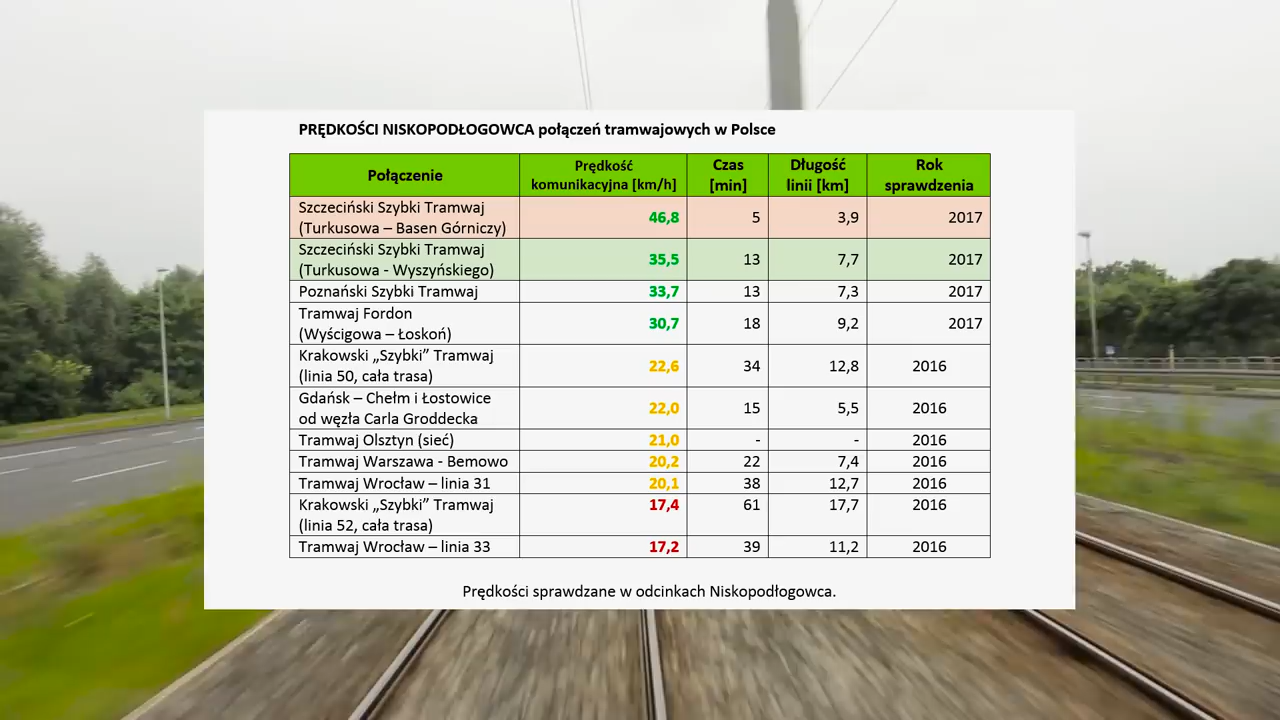 PRĘDKOŚCI NISKOPODŁOGOWCA połączeń tramwajowych w Polsce
Połączenie Prędkość komunikacyjna [km/h] Czas [min] Długość linii [km] Rok sprawdzenia
Szczeciński Szybki Tramwaj
(Turkusowa – Basen Górniczy) 46,8 5 3,9 2017
Szczeciński Szybki Tramwaj
(Turkusowa - Wyszyńskiego) 35,5 13 7,7 2017
Poznański Szybki Tramwaj 33,7 13 7,3 2017
Tramwaj Fordon
(Wyścigowa – Łoskoń) 30,7 18 9,2 2017
Krakowski „Szybki” Tramwaj
(linia 50, cała trasa) 22,6 34 12,8 2016
Gdańsk – Chełm i Łostowice
od węzła Carla Groddecka 22,0 15 5,5 2016
Tramwaj Olsztyn (sieć) 21,0 - - 2016
Tramwaj Warszawa - Bemowo 20,2 22 7,4 2016
Tramwaj Wrocław – linia 31 20,1 38 12,7 2016
Krakowski „Szybki” Tramwaj 17,4 61 17,7 2016
(linia 52, cała trasa)
Tramwaj Wrocław – linia 33 17,2 39 11,2 2016
Prędkości sprawdzane w odcinkach Niskopodłogowca.